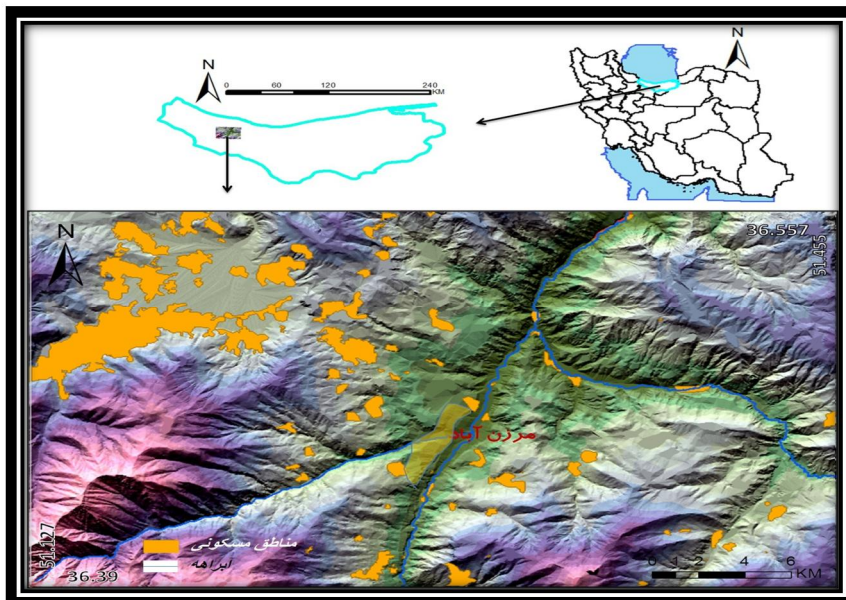 N
0 60 120 240
KM
N
N
36.557
51.455
مرزن آباد
51.127
36.39
مناطق مسکونی
آبراهه
0 1 2 4 6
KM